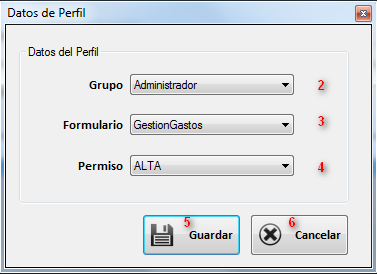 Datos de Perfil
Datos del Perfil
Grupo Administrador 2
Formulario GestionGastos 3
Permiso ALTA 4
5 Guardar 6 Cancelar